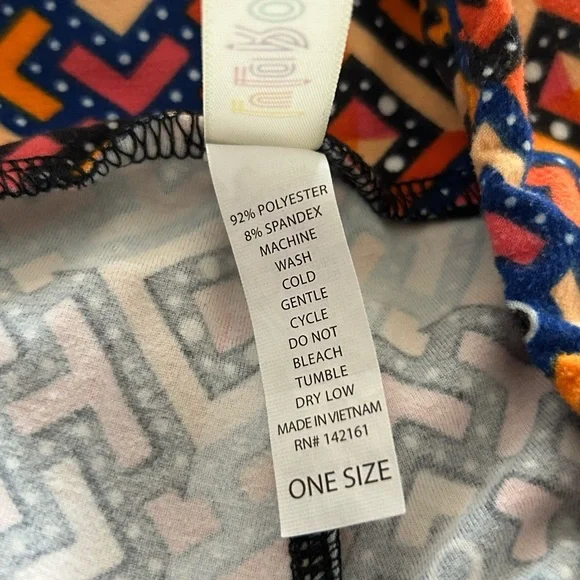 92% POLYESTER
8% SPANDEX
MACHINE
WASH
COLD
GENTLE
CYCLE
DO NOT
BLEACH
TUMBLE
DRY LOW
MADE IN VIETNAM
RN# 142161
ONE SIZE